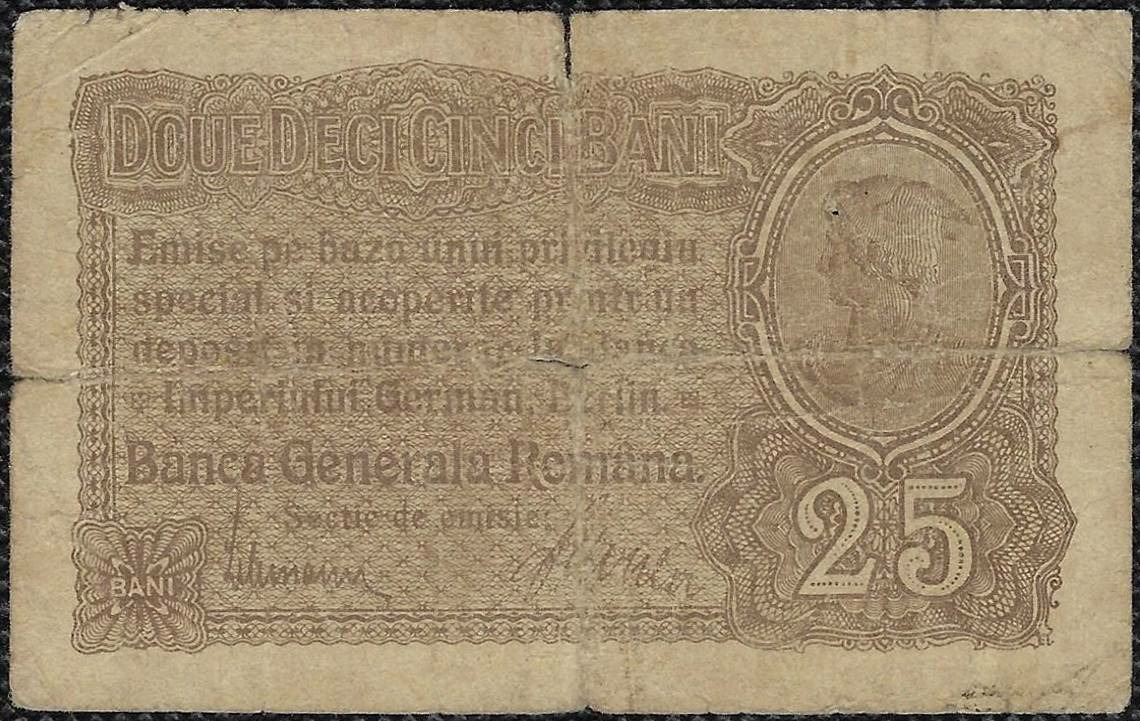 DOUE DECI CINCI BANI
Emise pe baza unui privilegiu
special si acoperite printr'un
depozit in numerar la Banca
Imperiului German, Berlin.
Banca Generala Româna.
Sectie de emisie:
BANI
25